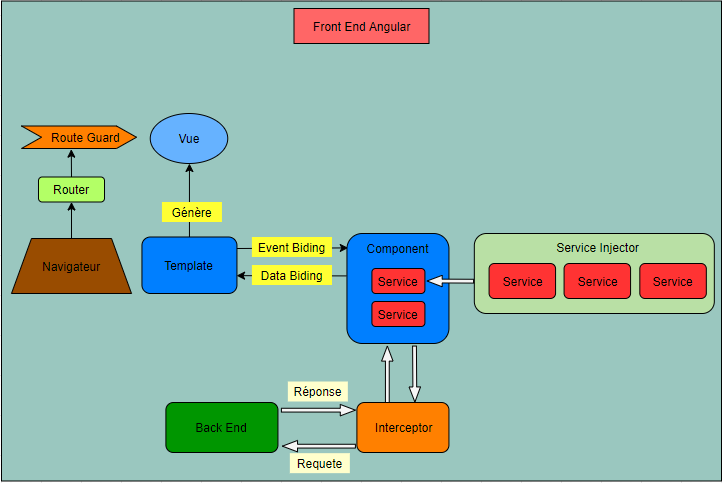 Front End Angular
Route Guard
Vue
Router
Génère
Navigateur
Template
Event Biding
Data Biding
Component
Service
Service
Service Injector
Service
Service
Service
Réponse
Back End
Interceptor
Requete